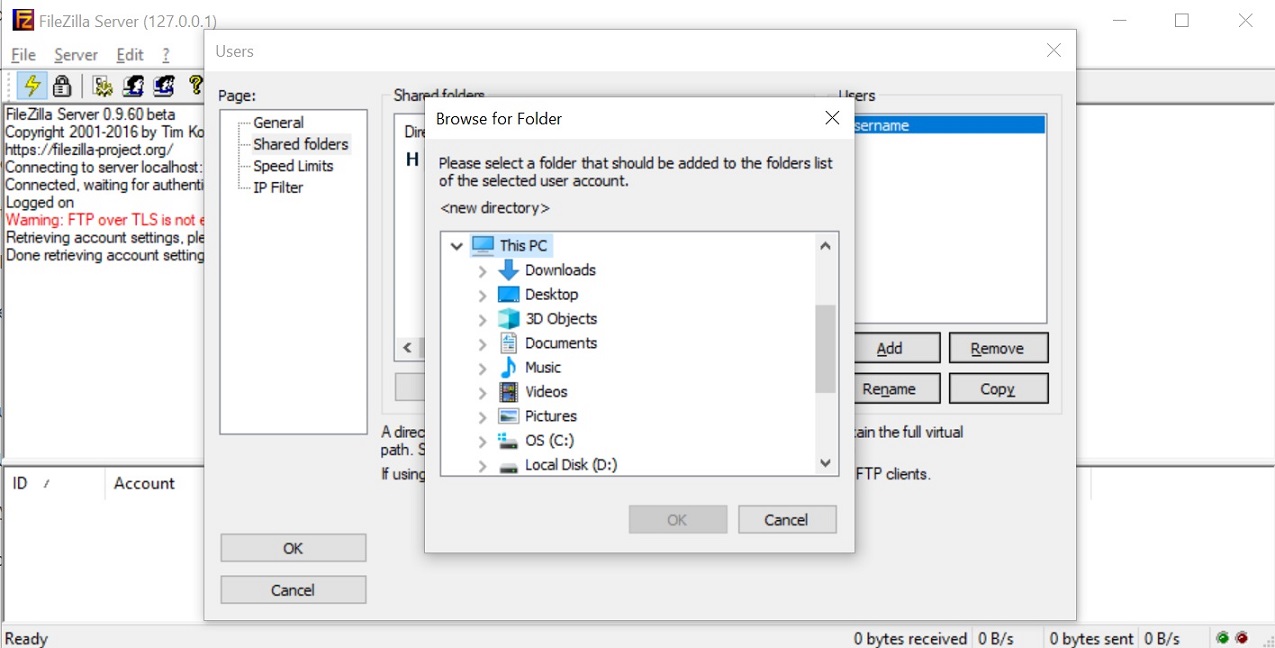 FileZilla Server (127.0.0.1)
File Server Edit ?
FileZilla Server 0.9.60 beta
Copyright 2001-2016 by Tim Ko
https://filezilla-project.org/
Connecting to server localhost:
Connected, waiting for authenti
Logged on
Warning: FTP over TLS is not e
Retrieving account settings, ple
Done retrieving account setting
ID / Account
Users
Page:
General
Shared folders
Speed Limits
IP Filter
OK
Cancel
Shared folders
Dire
H
A direc
path. S
If using
Browse for Folder
Please select a folder that should be added to the folders list
of the selected user account.
<new directory>
This PC
Downloads
Desktop
3D Objects
Documents
Music
Videos
Pictures
OS (C:)
Local Disk (D:)
OK Cancel
Users
sername
Add Remove
Rename Copy
tain the full virtual
FTP clients.
Ready 0 bytes received 0 B/s 0 bytes sent 0 B/s